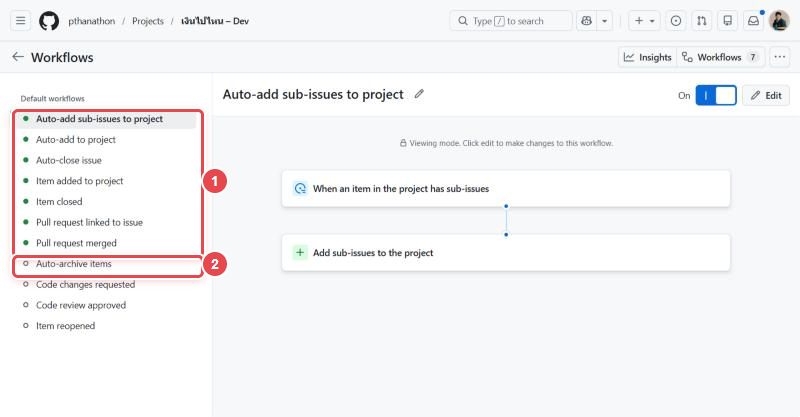 pthanathon / Projects / เงินไปไหน – Dev
Type / to search
Workflows
Insights
Workflows 7
Default workflows
Auto-add sub-issues to project
Auto-add to project
Auto-close issue
Item added to project
Item closed
Pull request linked to issue
Pull request merged
Auto-archive items
Code changes requested
Code review approved
Item reopened
1
2
Auto-add sub-issues to project
On
Edit
Viewing mode. Click edit to make changes to this workflow.
When an item in the project has sub-issues
Add sub-issues to the project